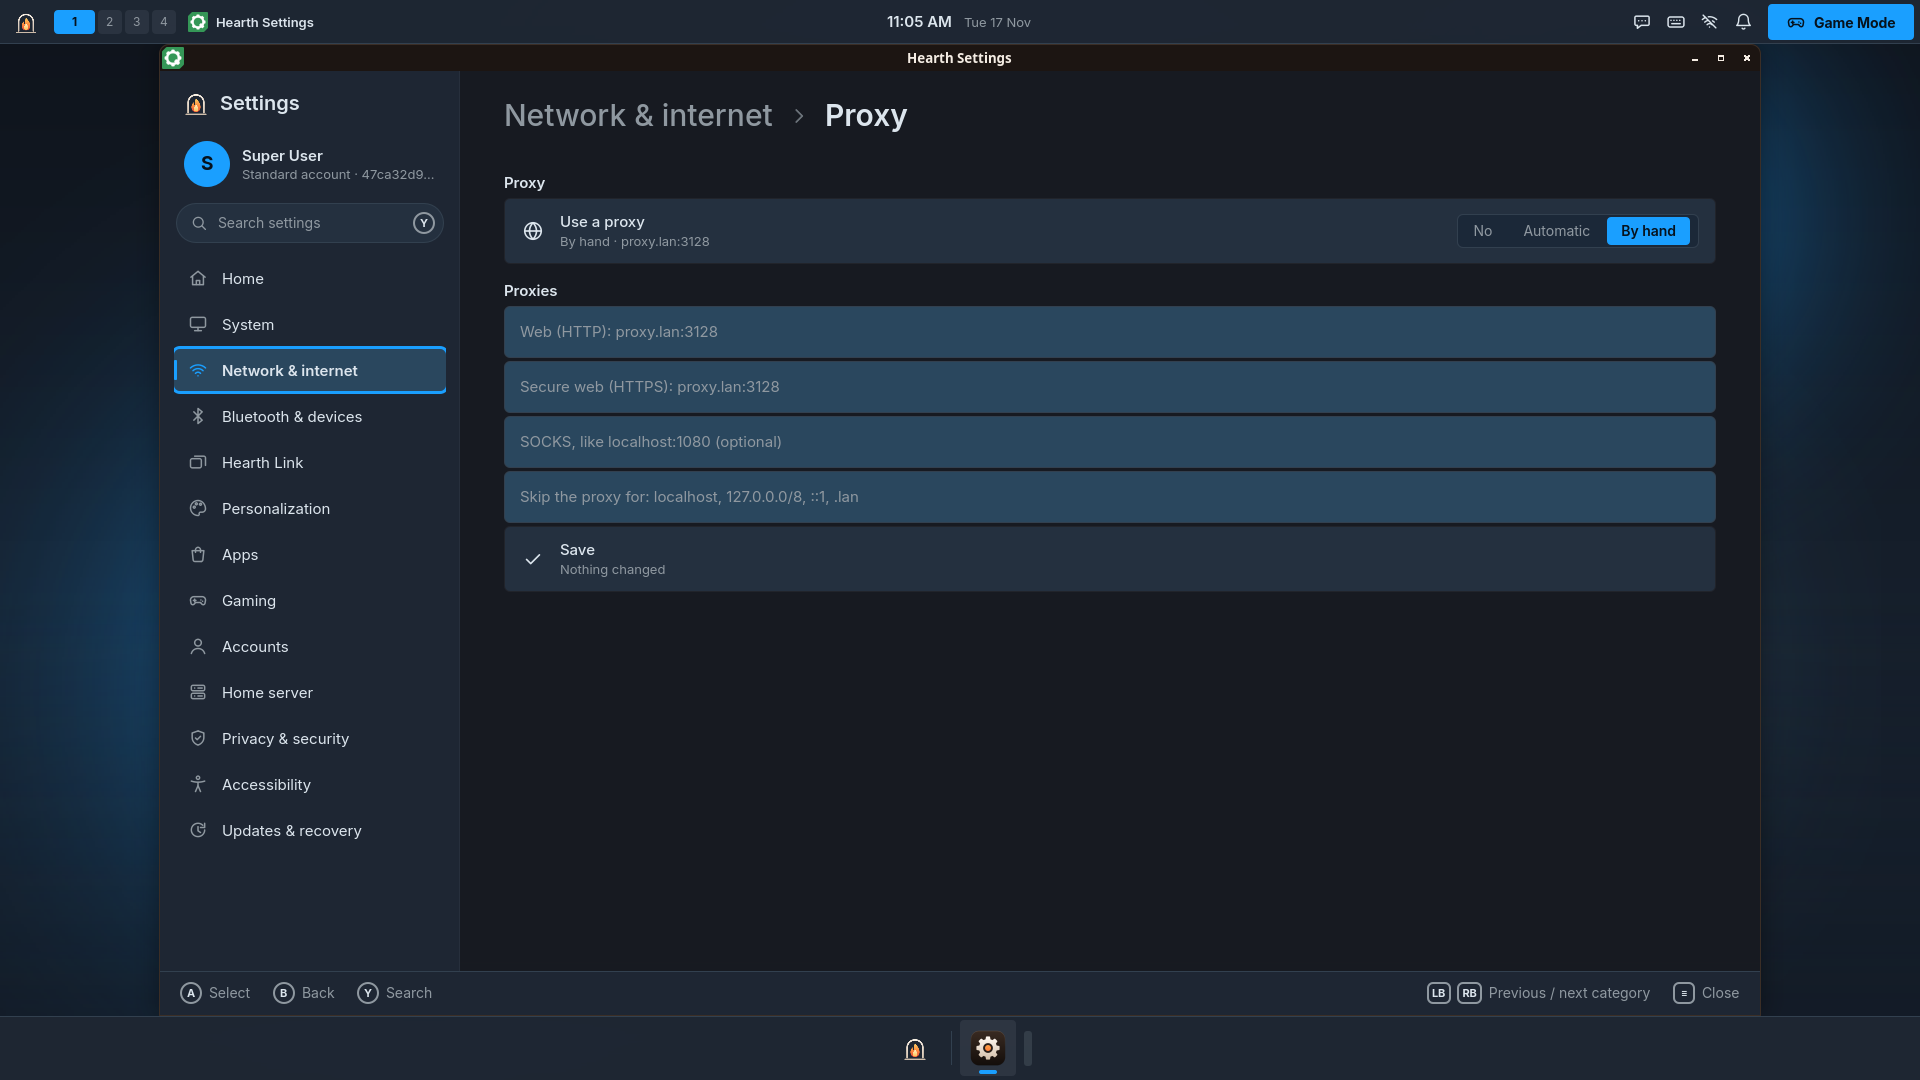 1 2 3 4 Hearth Settings 11:05 AM Tue 17 Nov Game Mode
Hearth Settings
Settings
S
Super User
Standard account · 47ca32d9...
Search settings Y
Home
System
Network & internet
Bluetooth & devices
Hearth Link
Personalization
Apps
Gaming
Accounts
Home server
Privacy & security
Accessibility
Updates & recovery
Network & internet > Proxy
Proxy
Use a proxy
By hand · proxy.lan:3128
No Automatic By hand
Proxies
Web (HTTP): proxy.lan:3128
Secure web (HTTPS): proxy.lan:3128
SOCKS, like localhost:1080 (optional)
Skip the proxy for: localhost, 127.0.0.0/8, ::1, .lan
Save
Nothing changed
A Select B Back Y Search LB RB Previous / next category ≡ Close